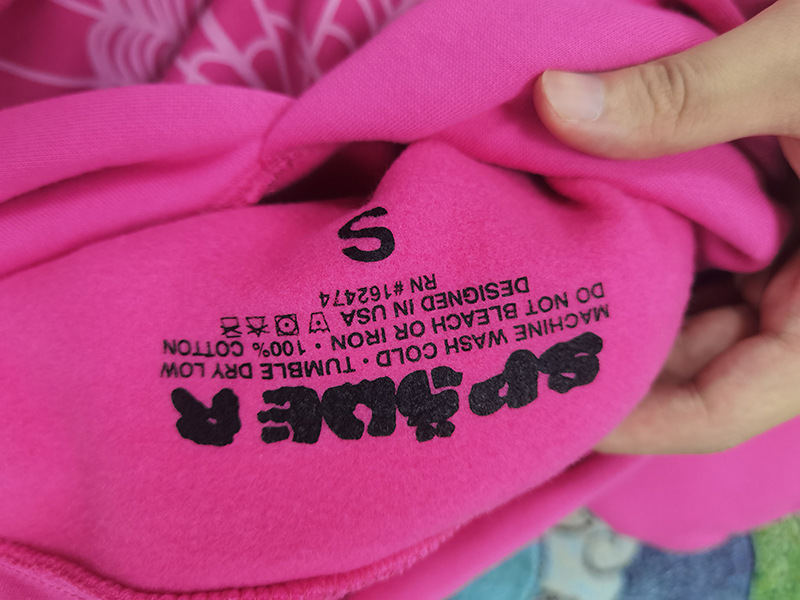 SP5DER
MACHINE WASH COLD · TUMBLE DRY LOW
DO NOT BLEACH OR IRON · 100% COTTON
DESIGNED IN USA
RN #162474
S